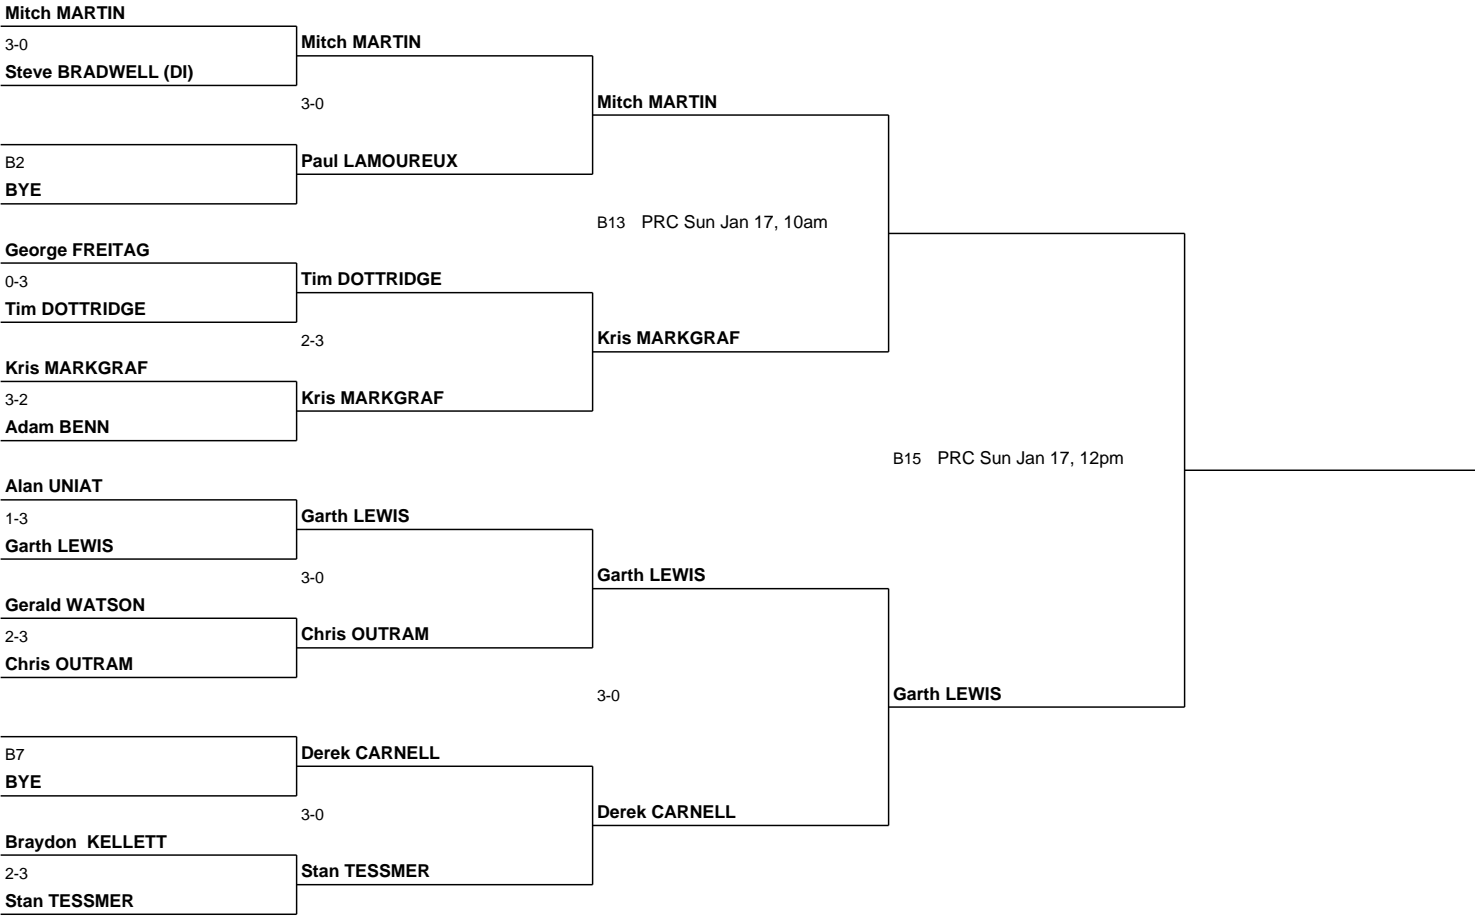 Mitch MARTIN
3-0
Steve BRADWELL (DI)
B2
BYE
George FREITAG
0-3
Tim DOTTRIDGE
Kris MARKGRAF
3-2
Adam BENN
Alan UNIAT
1-3
Garth LEWIS
Gerald WATSON
2-3
Chris OUTRAM
B7
BYE
Braydon  KELLETT
2-3
Stan TESSMER
Mitch MARTIN
3-0
Paul LAMOUREUX
Tim DOTTRIDGE
2-3
Kris MARKGRAF
Garth LEWIS
3-0
Chris OUTRAM
Derek CARNELL
3-0
Stan TESSMER
Mitch MARTIN
B13 PRC Sun Jan 17, 10am
Kris MARKGRAF
Garth LEWIS
3-0
Derek CARNELL
B15 PRC Sun Jan 17, 12pm
Garth LEWIS